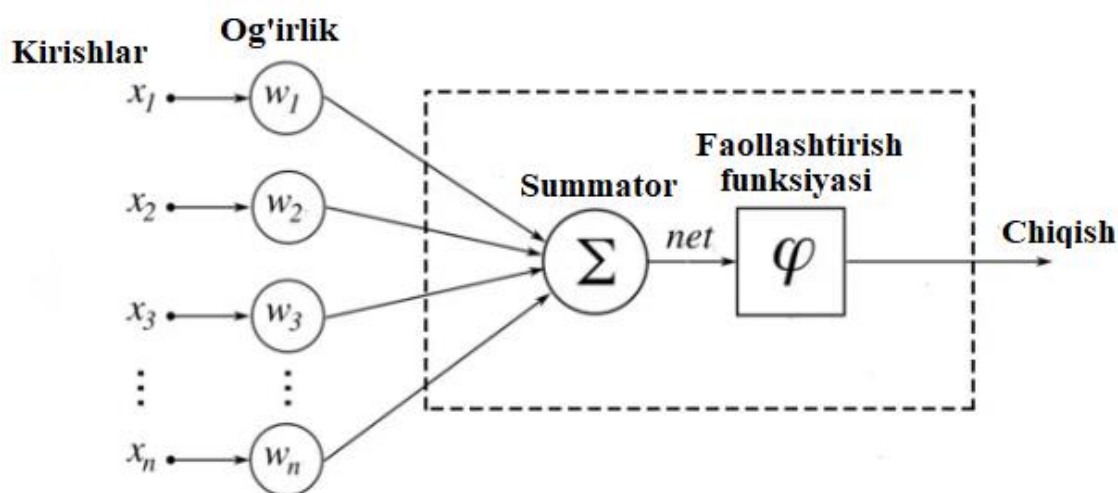 Kirishlar
Og'irlik
x1
w1
x2
w2
x3
w3
⋮
⋮
xn
wn
Summator
Σ
net
Faollashtirish
funksiyasi
φ
Chiqish